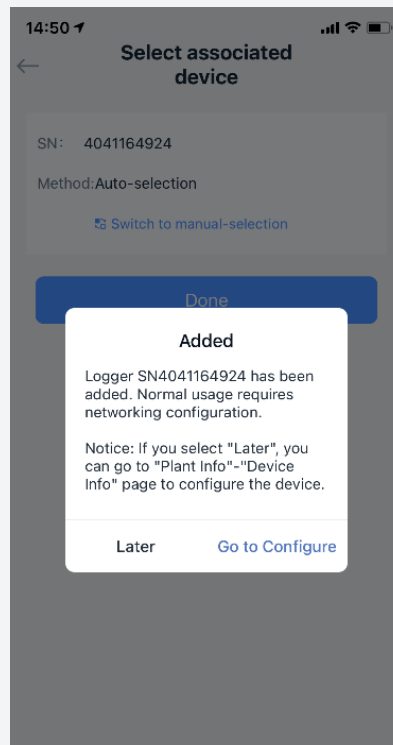 14:50
Select associated
device
SN: 4041164924
Method:Auto-selection
Switch to manual-selection
Done
Added
Logger SN4041164924 has been
added. Normal usage requires
networking configuration.
Notice: If you select "Later", you
can go to "Plant Info"-"Device
Info" page to configure the device.
Later
Go to Configure